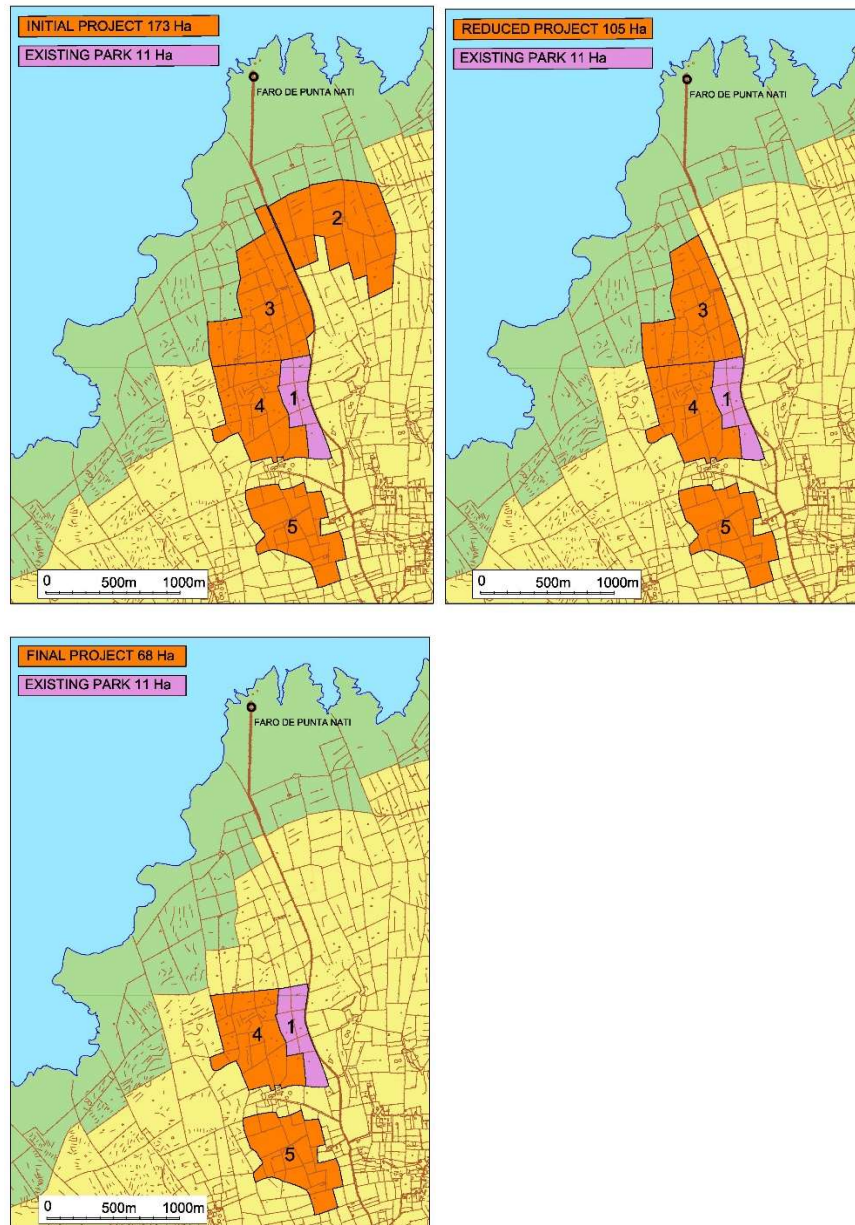 INITIAL PROJECT 173 Ha
EXISTING PARK 11 Ha
FARO DE PUNTA NATI
2
3
4
1
5
0 500m 1000m
REDUCED PROJECT 105 Ha
EXISTING PARK 11 Ha
FARO DE PUNTA NATI
3
4
1
5
0 500m 1000m
FINAL PROJECT 68 Ha
EXISTING PARK 11 Ha
FARO DE PUNTA NATI
4
1
5
0 500m 1000m